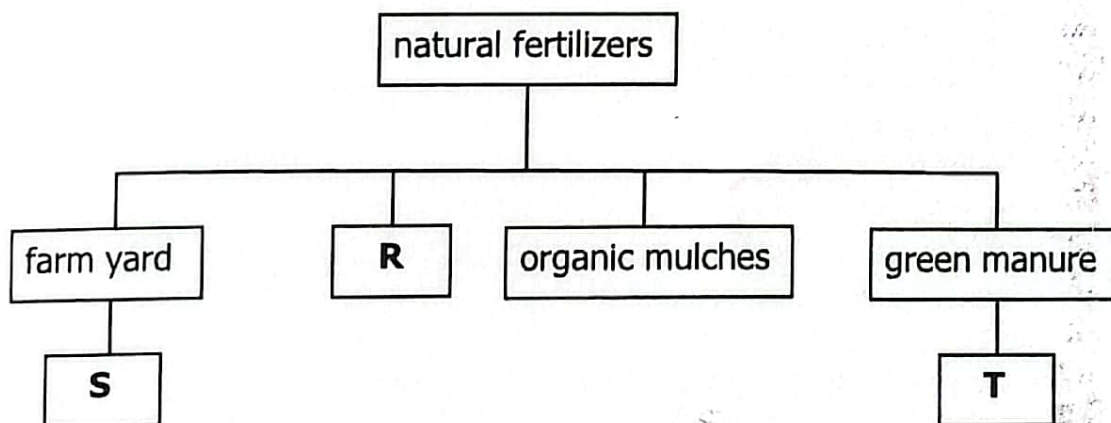 natural fertilizers
farm yard
R
organic mulches
green manure
S
T